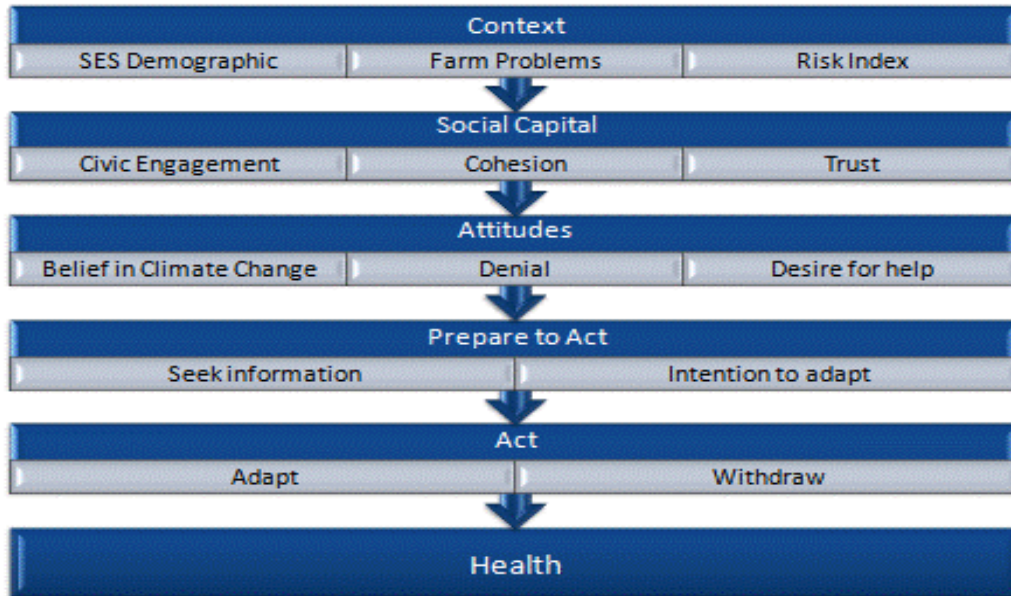 Context
SES Demographic Farm Problems Risk Index
Social Capital
Civic Engagement Cohesion Trust
Attitudes
Belief in Climate Change Denial Desire for help
Prepare to Act
Seek information Intention to adapt
Act
Adapt Withdraw
Health